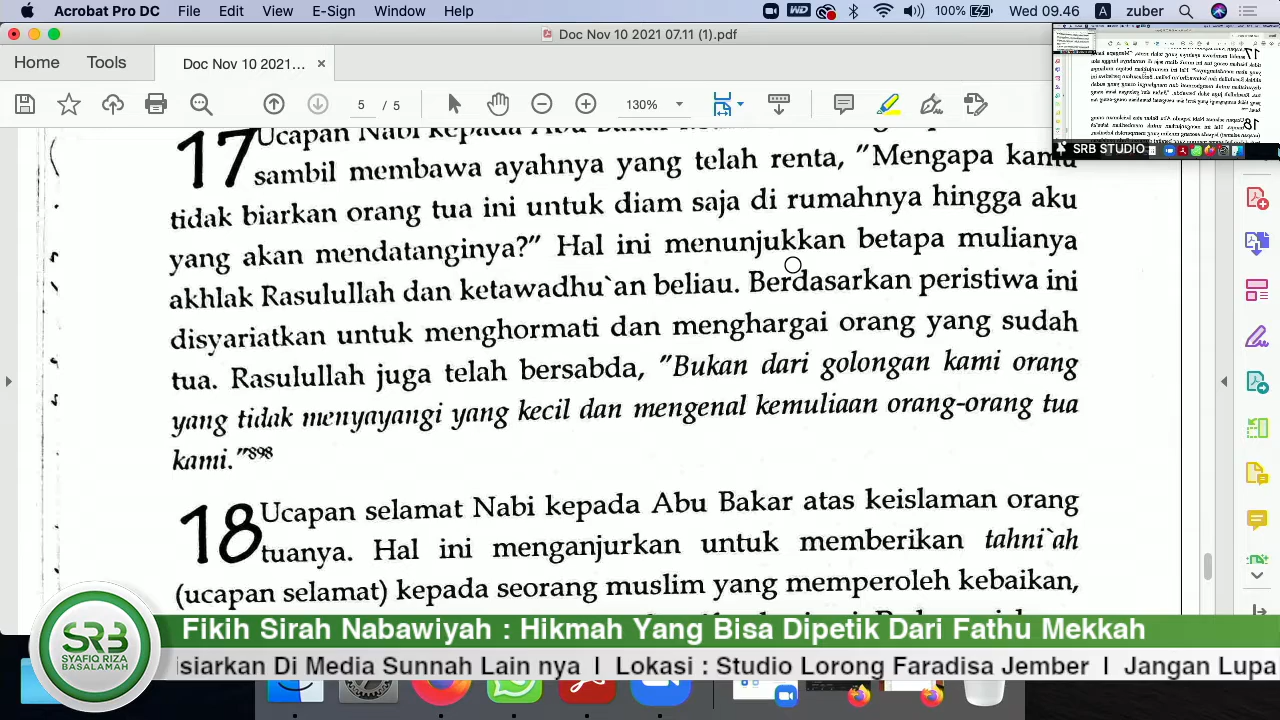 Acrobat Pro DC File Edit View E-Sign Window Help 100% Wed 09.46 A zuber
Doc Nov 10 2021 07.11 (1).pdf
Home Tools Doc Nov 10 2021... ×
5 / 5 130%
SRB STUDIO
17 Ucapan Nabi kepada Abu Bakar
sambil membawa ayahnya yang telah renta, "Mengapa kamu
tidak biarkan orang tua ini untuk diam saja di rumahnya hingga aku
yang akan mendatanginya?" Hal ini menunjukkan betapa mulianya
akhlak Rasulullah dan ketawadhu`an beliau. Berdasarkan peristiwa ini
disyariatkan untuk menghormati dan menghargai orang yang sudah
tua. Rasulullah juga telah bersabda, "Bukan dari golongan kami orang
yang tidak menyayangi yang kecil dan mengenal kemuliaan orang-orang tua
kami."898
18 Ucapan selamat Nabi kepada Abu Bakar atas keislaman orang
tuanya. Hal ini menganjurkan untuk memberikan tahni`ah
(ucapan selamat) kepada seorang muslim yang memperoleh kebaikan,
SRB
SYAFIQ RIZA
BASALAMAH
Fikih Sirah Nabawiyah : Hikmah Yang Bisa Dipetik Dari Fathu Mekkah
isiarkan Di Media Sunnah Lain nya I Lokasi : Studio Lorong Faradisa Jember I Jangan Lupa